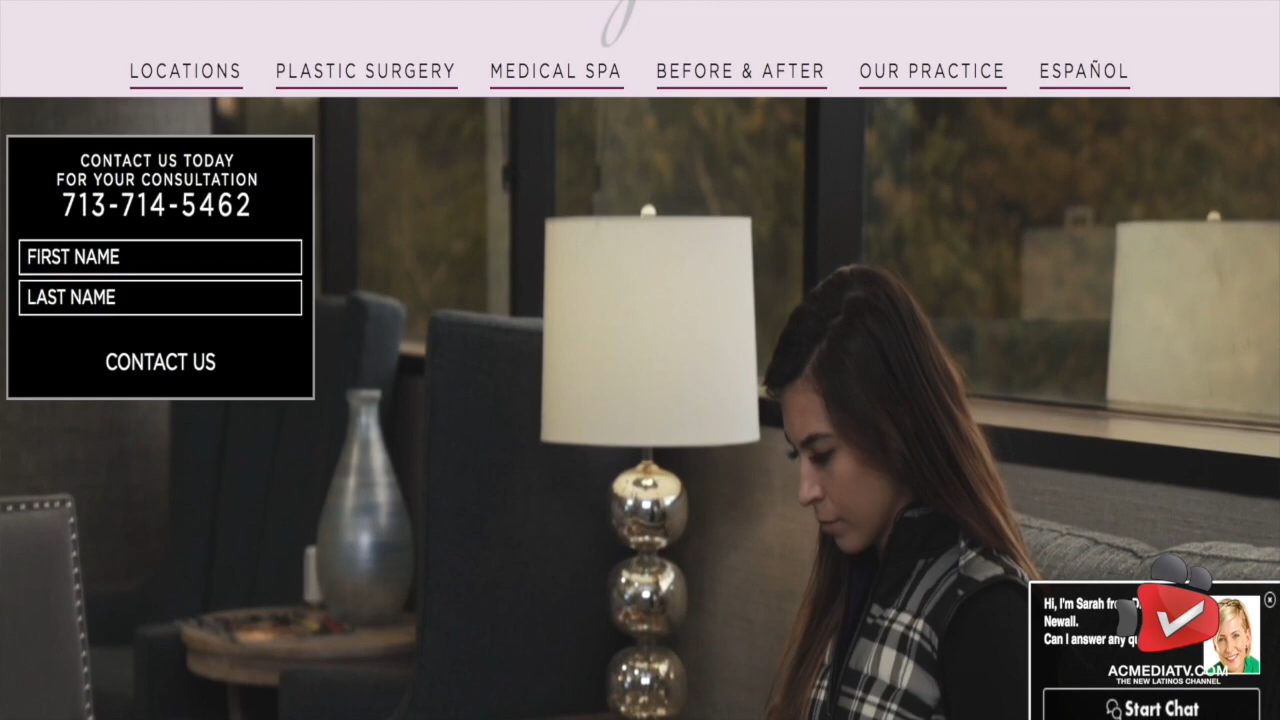 LOCATIONS
PLASTIC SURGERY
MEDICAL SPA
BEFORE & AFTER
OUR PRACTICE
ESPAÑOL
CONTACT US TODAY
FOR YOUR CONSULTATION
713-714-5462
FIRST NAME
LAST NAME
CONTACT US
Hi, I'm Sarah
Newall.
Can I answer any
ACMEDIATV.COM
THE NEW LATINOS CHANNEL
Start Chat